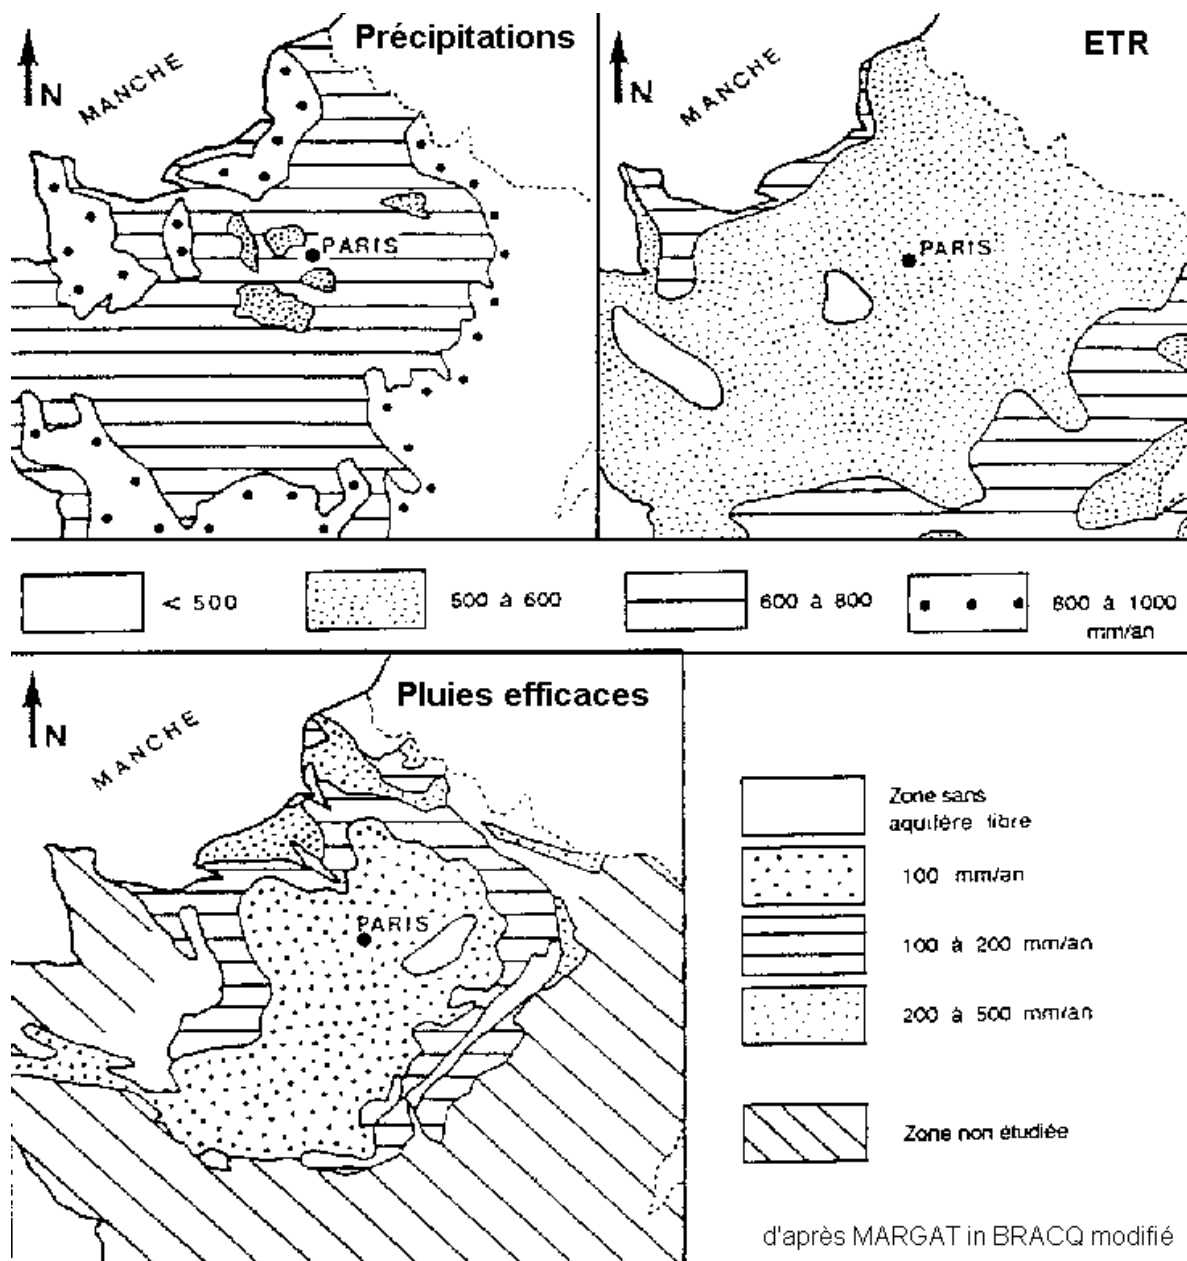 Précipitations
N
MANCHE
PARIS
ETR
N
MANCHE
PARIS
< 500
500 à 600
600 à 800
800 à 1000
mm/an
Pluies efficaces
N
MANCHE
PARIS
Zone sans
aquifère libre
100 mm/an
100 à 200 mm/an
200 à 500 mm/an
Zone non étudiée
d'après MARGAT in BRACQ modifié